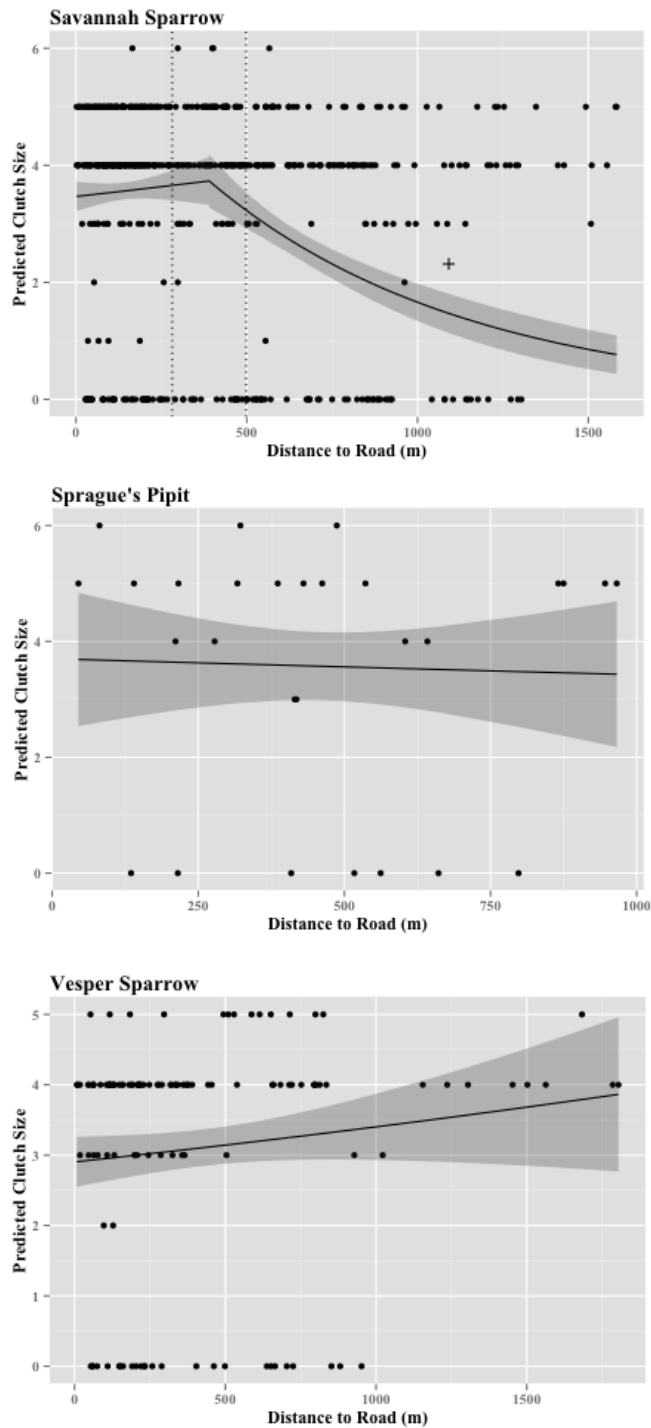 Savannah Sparrow
6
4
2
0
Predicted Clutch Size
0 500 1000 1500
Distance to Road (m)
Sprague's Pipit
6
4
2
0
Predicted Clutch Size
0 250 500 750 1000
Distance to Road (m)
Vesper Sparrow
5
4
3
2
1
0
Predicted Clutch Size
0 500 1000 1500
Distance to Road (m)